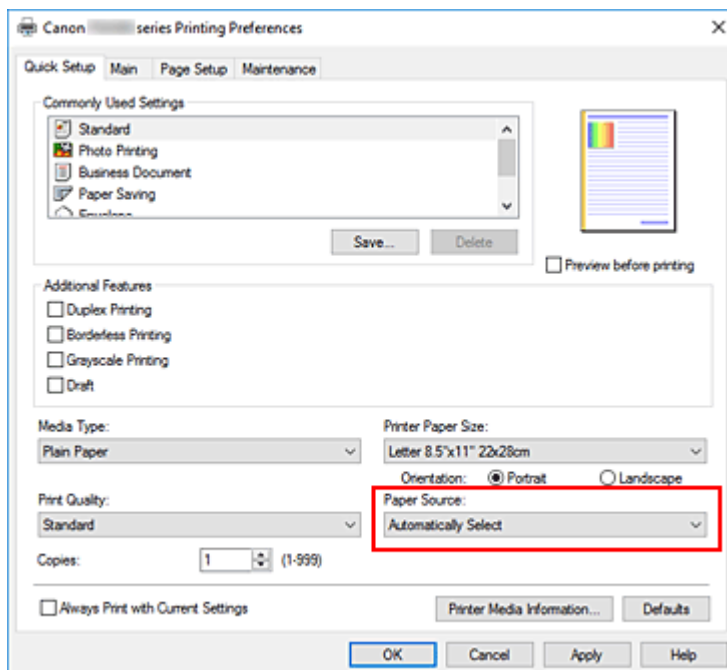 Canon series Printing Preferences
Quick Setup Main Page Setup Maintenance
Commonly Used Settings
Standard
Photo Printing
Business Document
Paper Saving
Envelope
Save... Delete
Preview before printing
Additional Features
Duplex Printing
Borderless Printing
Grayscale Printing
Draft
Media Type: Printer Paper Size:
Plain Paper Letter 8.5"x11" 22x28cm
Orientation: Portrait Landscape
Print Quality: Paper Source:
Standard Automatically Select
Copies: 1 (1-999)
Always Print with Current Settings Printer Media Information... Defaults
OK Cancel Apply Help